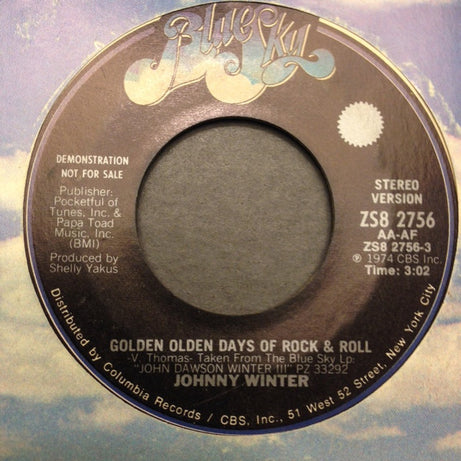 Blue Sky
DEMONSTRATION
NOT FOR SALE
Publisher:
Pocketful of
Tunes, Inc. &
Papa Toad
Music, Inc.
(BMI)
Produced by
Shelly Yakus
STEREO
VERSION
ZS8 2756
AA-AF
ZS8 2756-3
℗ 1974 CBS Inc.
Time: 3:02
GOLDEN OLDEN DAYS OF ROCK & ROLL
-V. Thomas- Taken From The Blue Sky Lp:
"JOHN DAWSON WINTER III" PZ 33292
JOHNNY WINTER
Distributed by Columbia Records / CBS, Inc., 51 West 52 Street, New York City